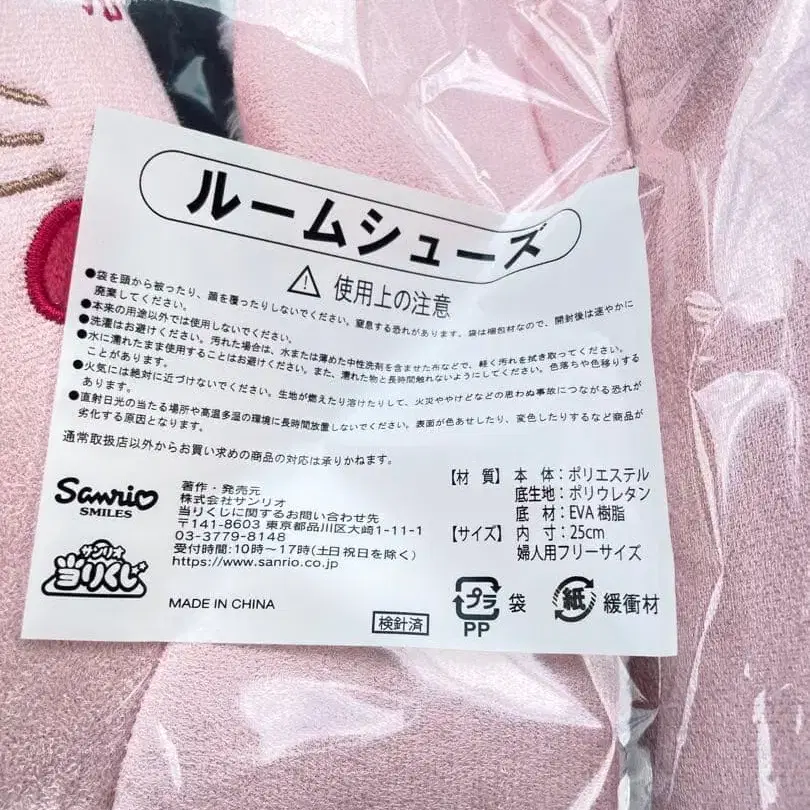 ルームシューズ
使用上の注意
●袋を頭から被ったり、顔を覆ったりしないでください。窒息する恐れがあります。袋は梱包材なので、開封後は速やかに
廃棄してください。
●本来の用途以外では使用しないでください。
●洗濯はお避けください。汚れた場合は、水または薄めた中性洗剤を含ませた布などで、軽く汚れを拭き取ってください。
●水に濡れたまま使用することはお避けください。また、濡れた物と長時間触れないようにしてください。色落ちや色移りする
ことがあります。
●火気には絶対に近づけないでください。生地が燃えたり溶けたりして、火災ややけどなどの思わぬ事故につながる恐れが
あります。
●直射日光の当たる場所や高温多湿の環境に長時間放置しないでください。表面が色あせしたり、変色したりするなど商品が
劣化する原因となります。
通常取扱店以外からお買い求めの商品の対応は承りかねます。
Sanrio
SMILES
サンリオ
当りくじ
著作・発売元
株式会社サンリオ
当りくじに関するお問い合わせ先
〒141-8603 東京都品川区大崎1-11-1
03-3779-8148
受付時間:10時〜17時(土日祝日を除く)
https://www.sanrio.co.jp
MADE IN CHINA
検針済
【材 質】 本 体：ポリエステル
底生地：ポリウレタン
底 材：EVA樹脂
【サイズ】 内 寸：25cm
婦人用フリーサイズ
プラ 袋
PP
紙 緩衝材